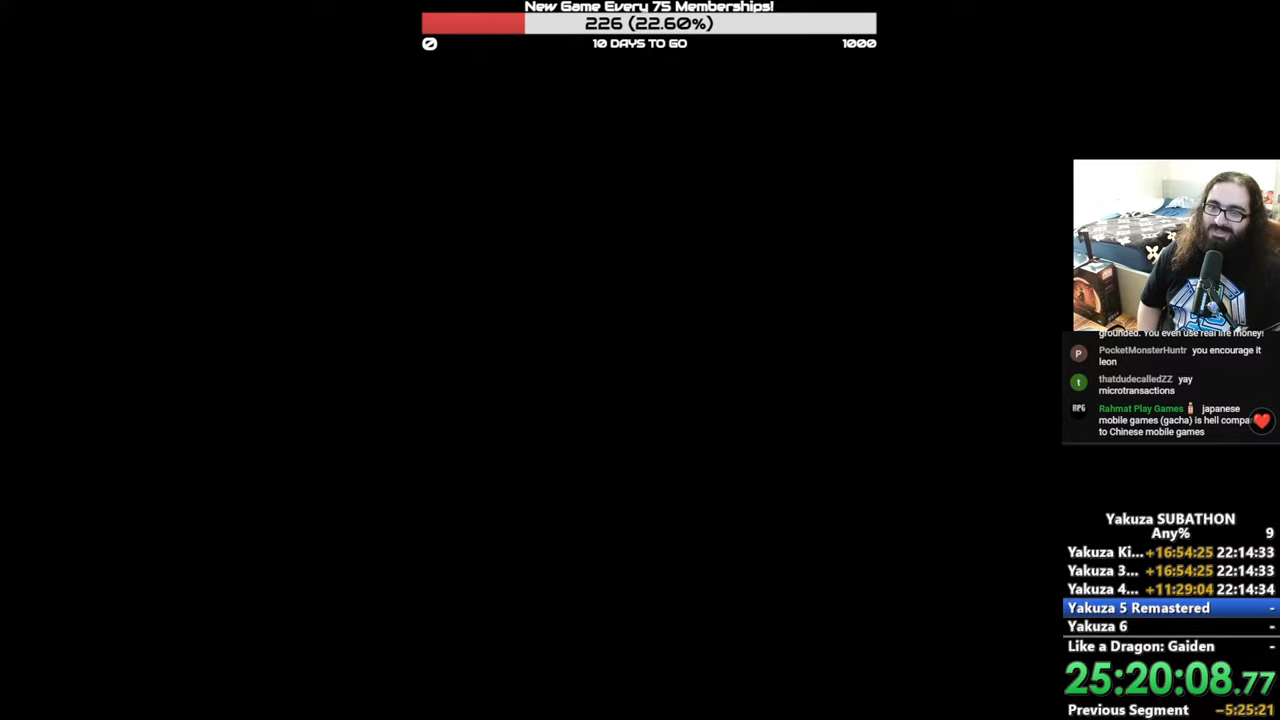 New Game Every 75 Memberships!
226 (22.60%)
0 10 DAYS TO GO 1000
grounded. You even use real life money!
P PocketMonsterHuntr you encourage it
leon
t thatdudecalledZZ yay
microtransactions
RPG Rahmat Play Games japanese
mobile games (gacha) is hell compa
to Chinese mobile games
Yakuza SUBATHON
Any% 9
Yakuza Ki... +16:54:25 22:14:33
Yakuza 3... +16:54:25 22:14:33
Yakuza 4... +11:29:04 22:14:34
Yakuza 5 Remastered -
Yakuza 6 -
Like a Dragon: Gaiden -
25:20:08.77
Previous Segment −5:25:21